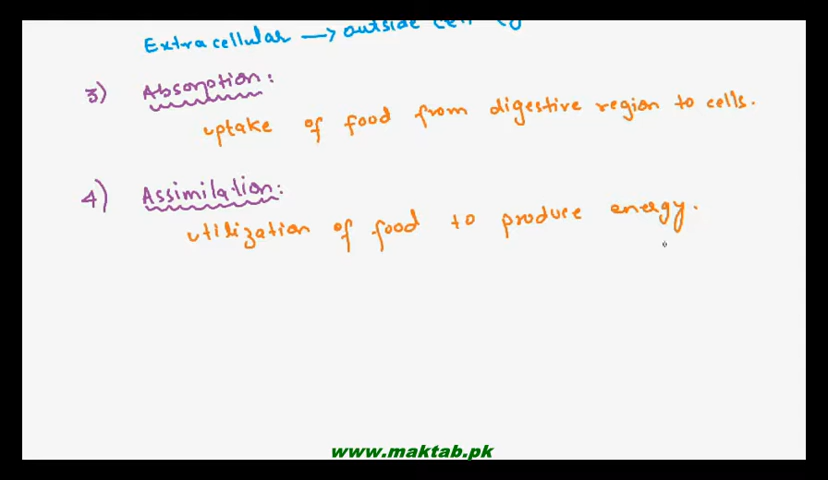 Extracellular → outside cell
3) Absorption:
uptake of food from digestive region to cells.
4) Assimilation:
utilization of food to produce energy.
www.maktab.pk